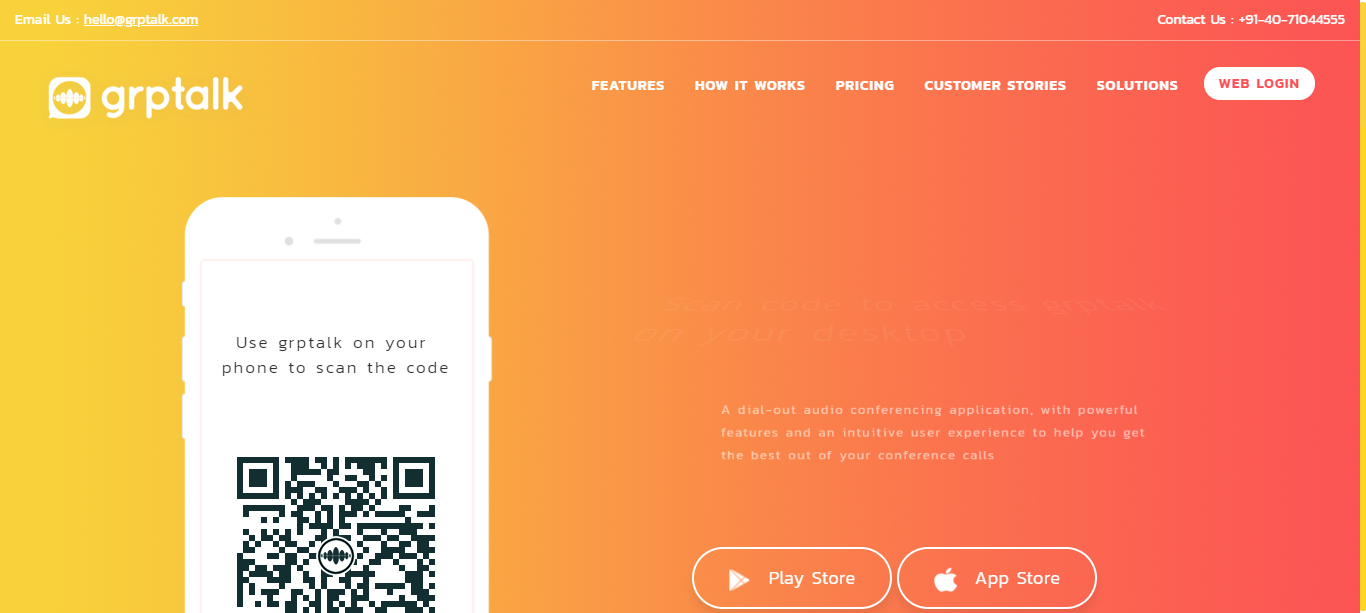 Email Us : hello@grptalk.com
Contact Us : +91-40-71044555
grptalk
FEATURES
HOW IT WORKS
PRICING
CUSTOMER STORIES
SOLUTIONS
WEB LOGIN
Use grptalk on your
phone to scan the code
Scan code to access grptalk
on your desktop
A dial-out audio conferencing application, with powerful
features and an intuitive user experience to help you get
the best out of your conference calls
Play Store
App Store